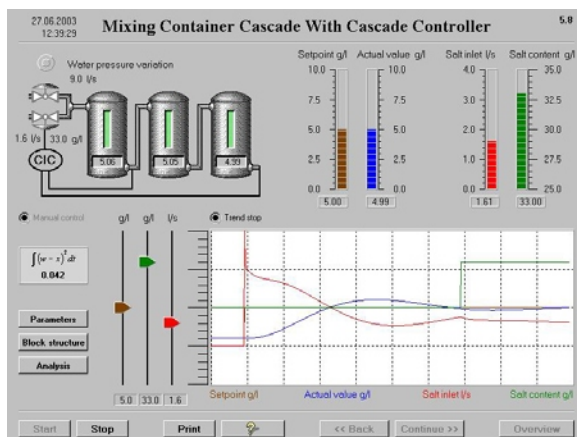 27.06.2003
12:39:29
Mixing Container Cascade With Cascade Controller
5.8
Water pressure variation
9.0 l/s
1.6 l/s 33.0 g/l
CIC
5.06 5.05 4.99
Setpoint g/l Actual value g/l Salt inlet l/s Salt content g/l
10.0 10.0 4.0 35.0
7.5 7.5 3.0 32.5
5.0 5.0 2.0 30.0
2.5 2.5 1.0 27.5
0.0 0.0 0.0 25.0
5.00 4.99 1.61 33.00
Manual control g/l g/l l/s Trend stop
∫(w - x)² dt
0.042
Parameters
Block structure
Analysis
5.0 33.0 1.6
Setpoint g/l Actual value g/l Salt inlet l/s Salt content g/l
Start Stop Print ? << Back Continue >> Overview